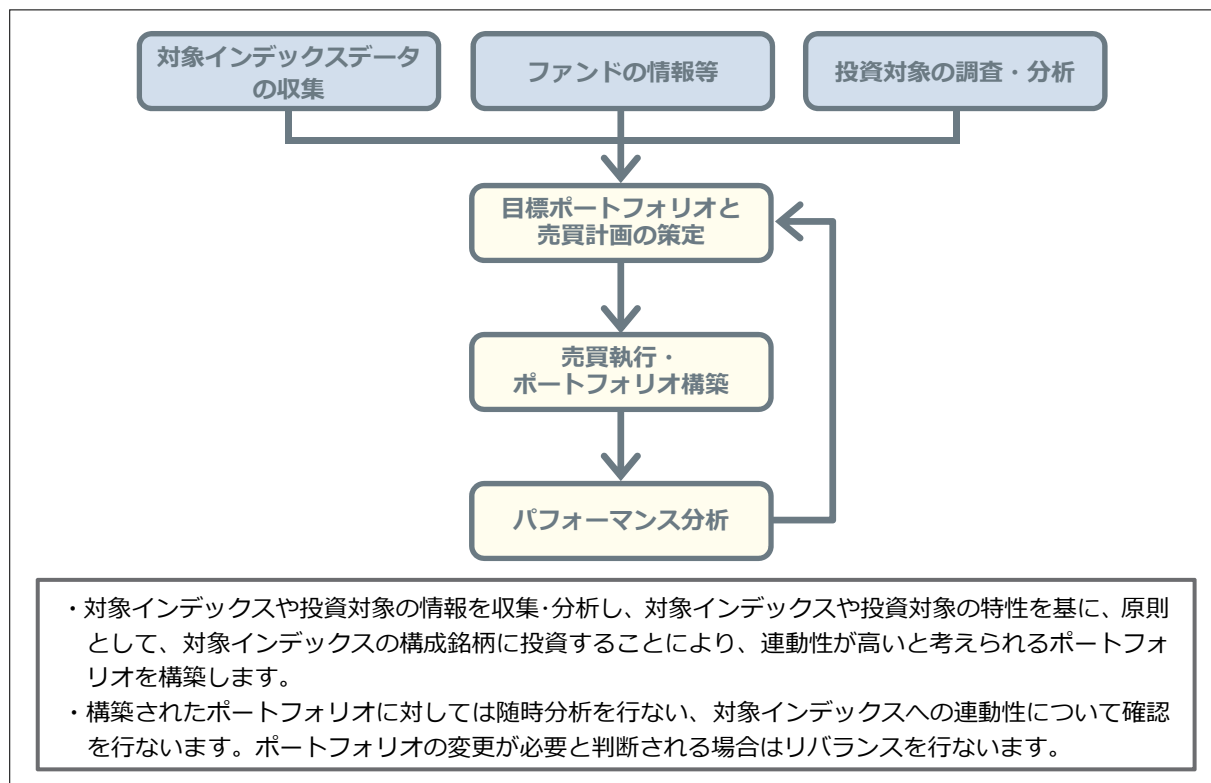 対象インデックスデータ
の収集
ファンドの情報等
投資対象の調査・分析
目標ポートフォリオと
売買計画の策定
売買執行・
ポートフォリオ構築
パフォーマンス分析
・対象インデックスや投資対象の情報を収集･分析し、対象インデックスや投資対象の特性を基に、原則
として、対象インデックスの構成銘柄に投資することにより、連動性が高いと考えられるポートフォ
リオを構築します。
・構築されたポートフォリオに対しては随時分析を行ない、対象インデックスへの連動性について確認
を行ないます。ポートフォリオの変更が必要と判断される場合はリバランスを行ないます。